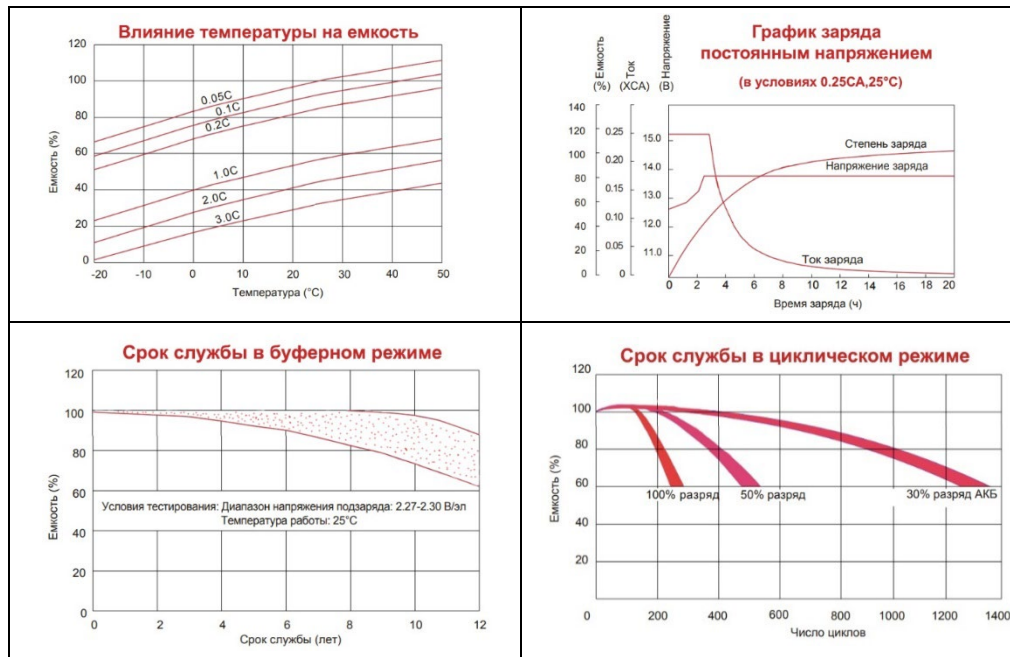 Влияние температуры на емкость
120
100
80
60
40
20
0
Емкость (%)
0.05C
0.1C
0.2C
1.0C
2.0C
3.0C
-20 -10 0 10 20 30 40 50
Температура (°C)
График заряда
постоянным напряжением
(в условиях 0.25CA,25°C)
(%) Емкость
Ток
(XCA)
(В) Напряжение
140
120
100
80
60
40
20
0
0.25
0.20
0.15
0.10
0.05
0
15.0
14.0
13.0
12.0
11.0
Степень заряда
Напряжение заряда
Ток заряда
0 2 4 6 8 10 12 14 16 18 20
Время заряда (ч)
Срок службы в буферном режиме
120
100
80
60
40
20
0
Емкость (%)
Условия тестирования: Диапазон напряжения подзаряда: 2.27-2.30 В/эл
Температура работы: 25°C
0 2 4 6 8 10 12
Срок службы (лет)
Срок службы в циклическом режиме
120
100
80
60
40
20
0
Емкость (%)
100% разряд
50% разряд
30% разряд АКБ
0 200 400 600 800 1000 1200 1400
Число циклов